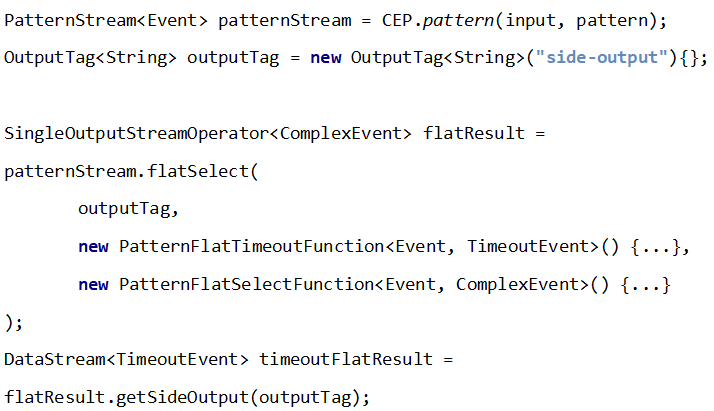 PatternStream<Event> patternStream = CEP.pattern(input, pattern);
OutputTag<String> outputTag = new OutputTag<String>("side-output"){};
SingleOutputStreamOperator<ComplexEvent> flatResult =
patternStream.flatSelect(
outputTag,
new PatternFlatTimeoutFunction<Event, TimeoutEvent>() {...},
new PatternFlatSelectFunction<Event, ComplexEvent>() {...}
);
DataStream<TimeoutEvent> timeoutFlatResult =
flatResult.getSideOutput(outputTag);